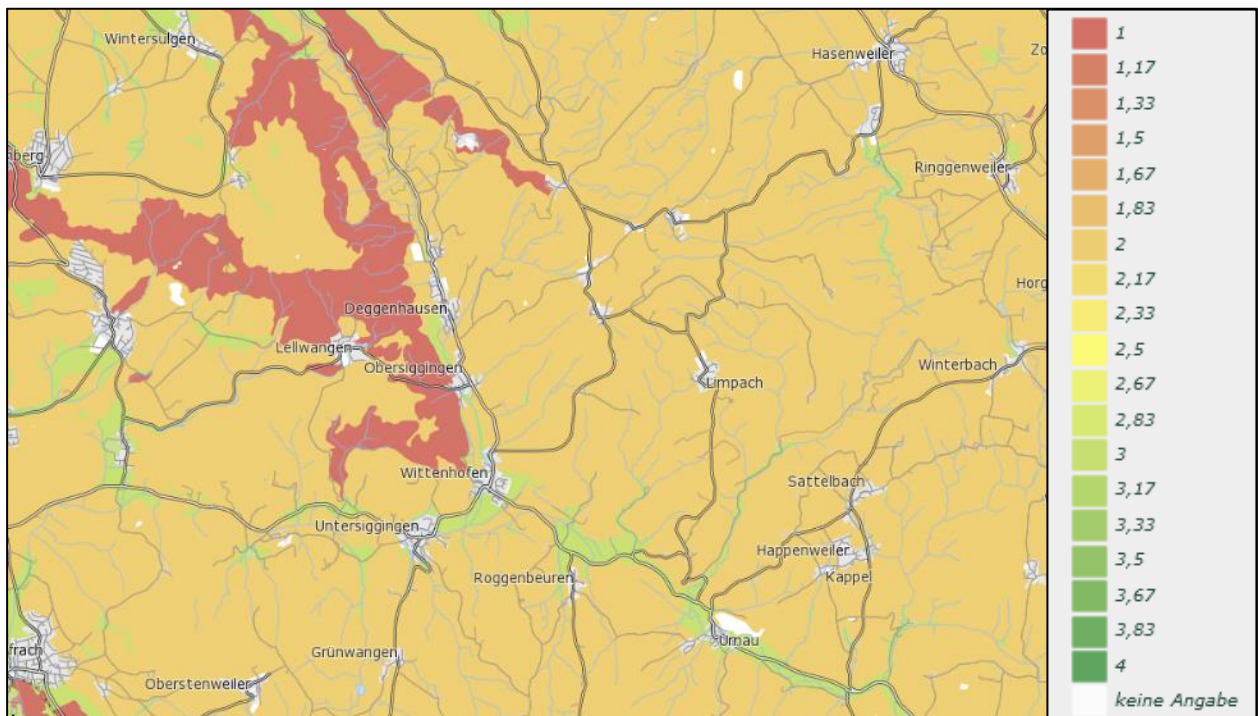 Wintersulgen
Hasenweiler
Zo
nberg
Ringgenweiler
Horg
Deggenhausen
Lellwangen
Obersiggingen
Winterbach
Limpach
Wittenhofen
Sattelbach
Untersiggingen
Happenweiler
Roggenbeuren
Kappel
Urnau
frach
Grünwangen
Oberstenweiler
1
1,17
1,33
1,5
1,67
1,83
2
2,17
2,33
2,5
2,67
2,83
3
3,17
3,33
3,5
3,67
3,83
4
keine Angabe